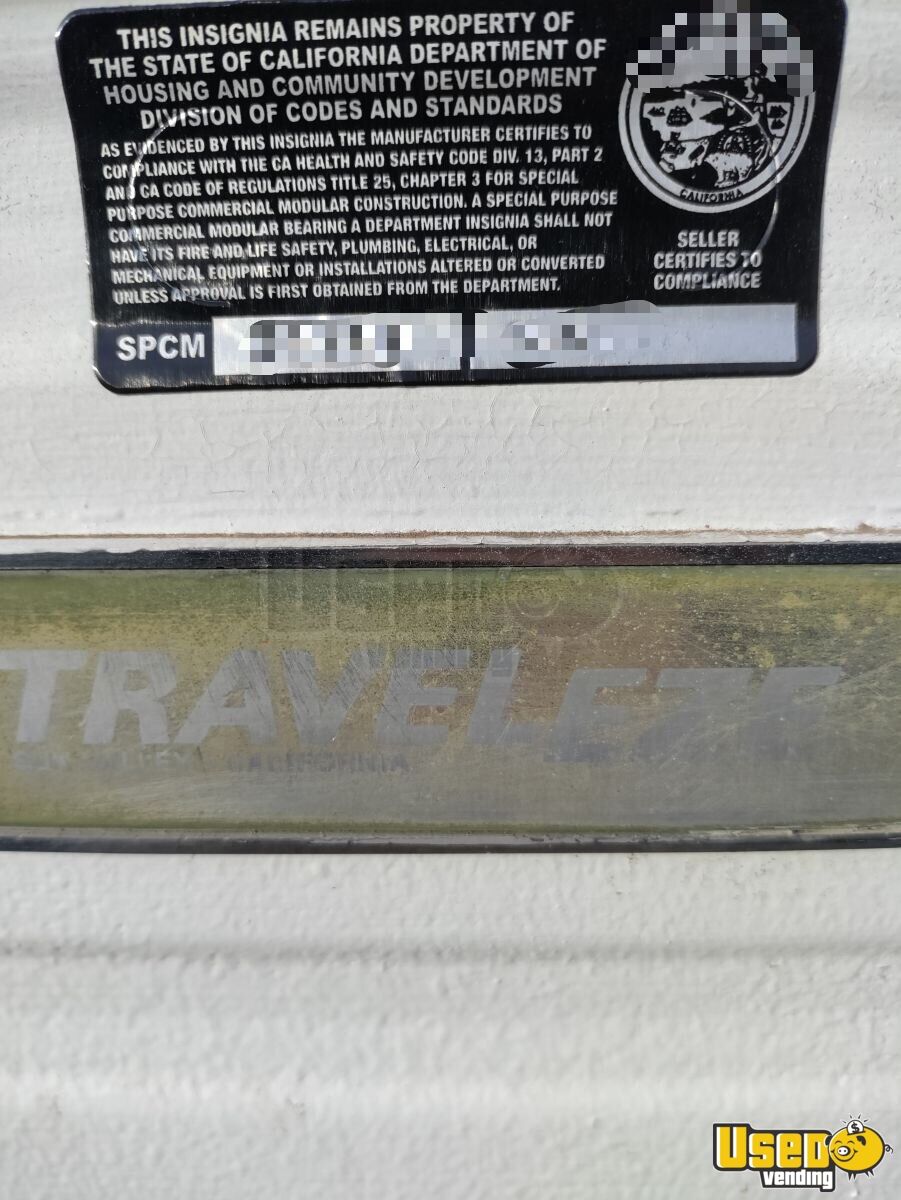 THIS INSIGNIA REMAINS PROPERTY OF
THE STATE OF CALIFORNIA DEPARTMENT OF
HOUSING AND COMMUNITY DEVELOPMENT
DIVISION OF CODES AND STANDARDS
AS EVIDENCED BY THIS INSIGNIA THE MANUFACTURER CERTIFIES TO
COMPLIANCE WITH THE CA HEALTH AND SAFETY CODE DIV. 13, PART 2
AND CA CODE OF REGULATIONS TITLE 25, CHAPTER 3 FOR SPECIAL
PURPOSE COMMERCIAL MODULAR CONSTRUCTION. A SPECIAL PURPOSE
COMMERCIAL MODULAR BEARING A DEPARTMENT INSIGNIA SHALL NOT
HAVE ITS FIRE AND LIFE SAFETY, PLUMBING, ELECTRICAL, OR
MECHANICAL EQUIPMENT OR INSTALLATIONS ALTERED OR CONVERTED
UNLESS APPROVAL IS FIRST OBTAINED FROM THE DEPARTMENT.
CALIFORNIA
SELLER
CERTIFIES TO
COMPLIANCE
SPCM
TRAVELEZE
SUN VALLEY, CALIFORNIA
Used
vending